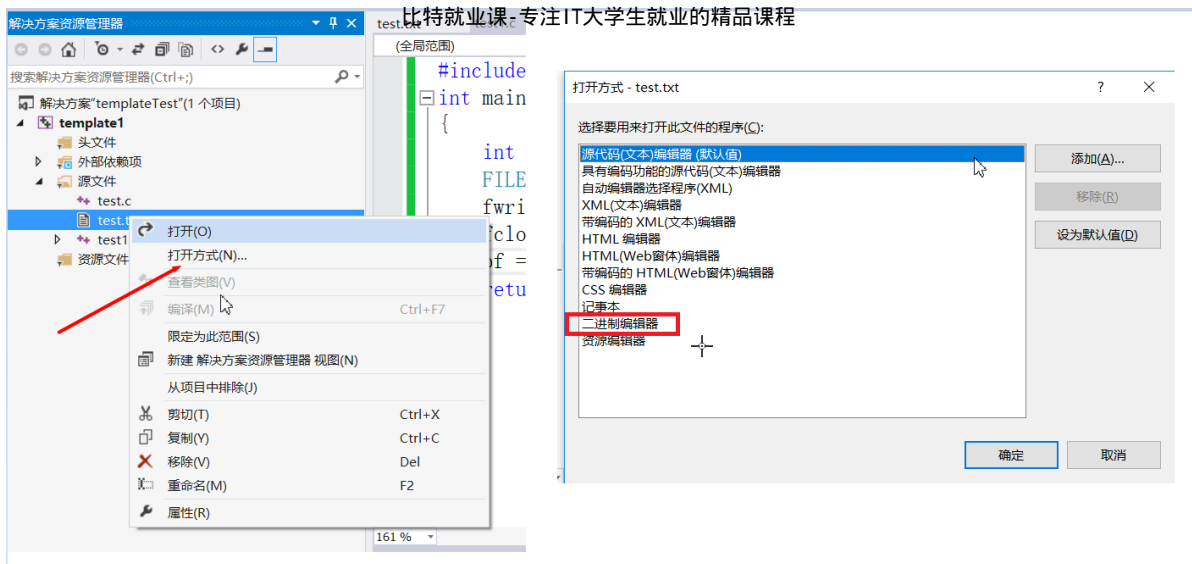 比特就业课-专注IT大学生就业的精品课程
解决方案资源管理器
搜索解决方案资源管理器(Ctrl+;)
解决方案"templateTest"(1 个项目)
template1
头文件
外部依赖项
源文件
test.c
test.t
test1
资源文件
打开(O)
打开方式(N)...
查看类图(V)
编译(M) Ctrl+F7
限定为此范围(S)
新建 解决方案资源管理器 视图(N)
从项目中排除(J)
剪切(T) Ctrl+X
复制(Y) Ctrl+C
移除(V) Del
重命名(M) F2
属性(R)
test.txt
(全局范围)
#include
int main
{
int
FILE
fwri
fclo
pf =
retu
161 %
打开方式 - test.txt
选择要用来打开此文件的程序(C):
源代码(文本)编辑器 (默认值)
具有编码功能的源代码(文本)编辑器
自动编辑器选择程序(XML)
XML(文本)编辑器
带编码的 XML(文本)编辑器
HTML 编辑器
HTML(Web窗体)编辑器
带编码的 HTML(Web窗体)编辑器
CSS 编辑器
记事本
二进制编辑器
资源编辑器
添加(A)...
移除(R)
设为默认值(D)
确定
取消